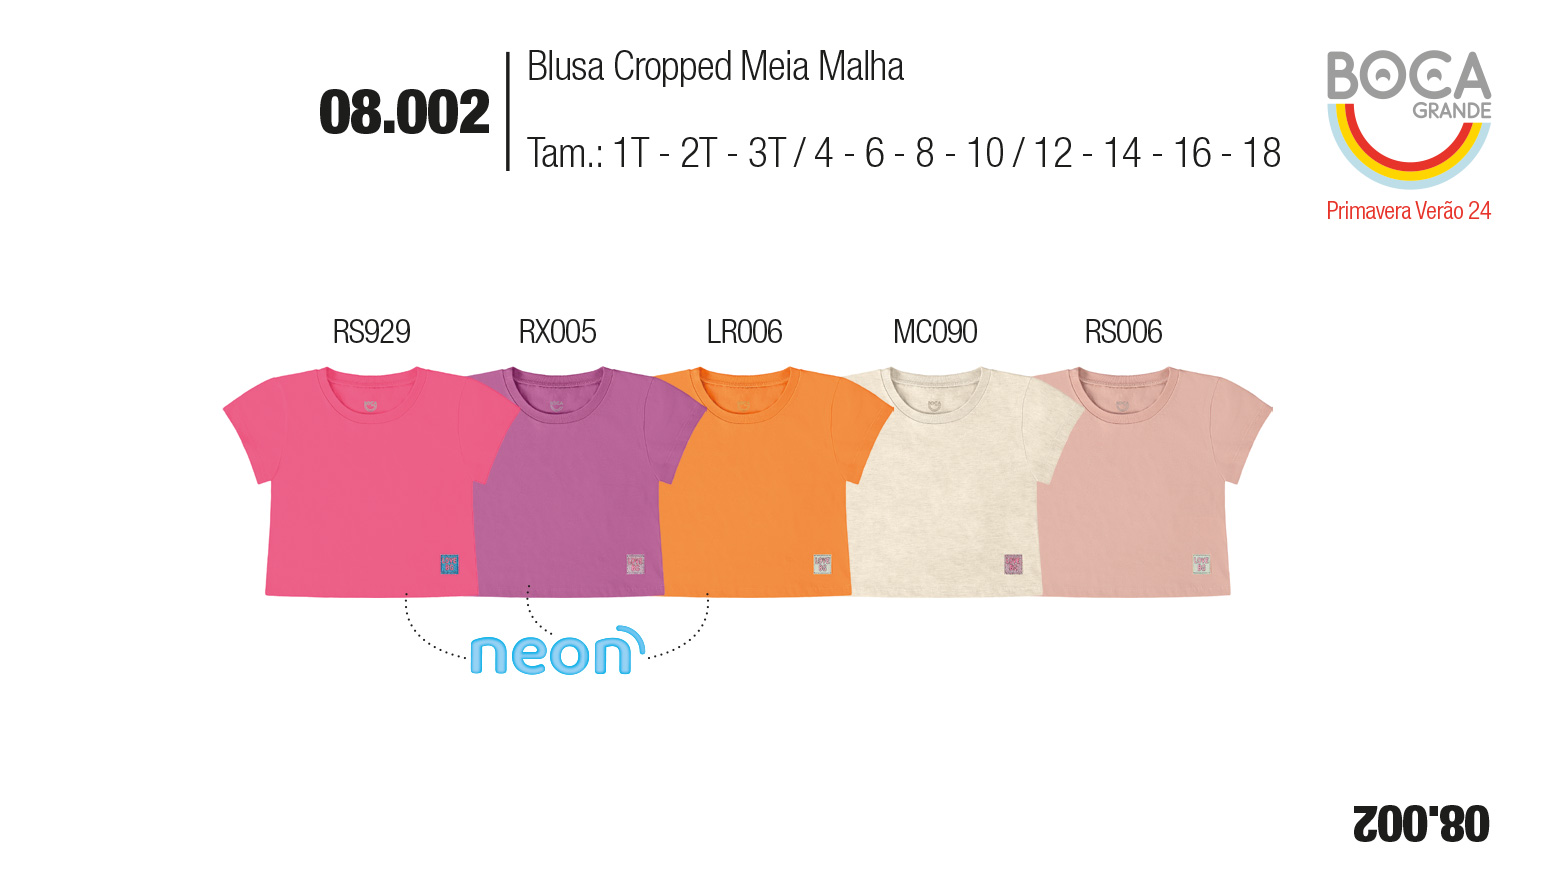 08.002
Blusa Cropped Meia Malha
Tam.: 1T - 2T - 3T / 4 - 6 - 8 - 10 / 12 - 14 - 16 - 18
BOCA
GRANDE
Primavera Verão 24
RS929 RX005 LR006 MC090 RS006
neon
08.002